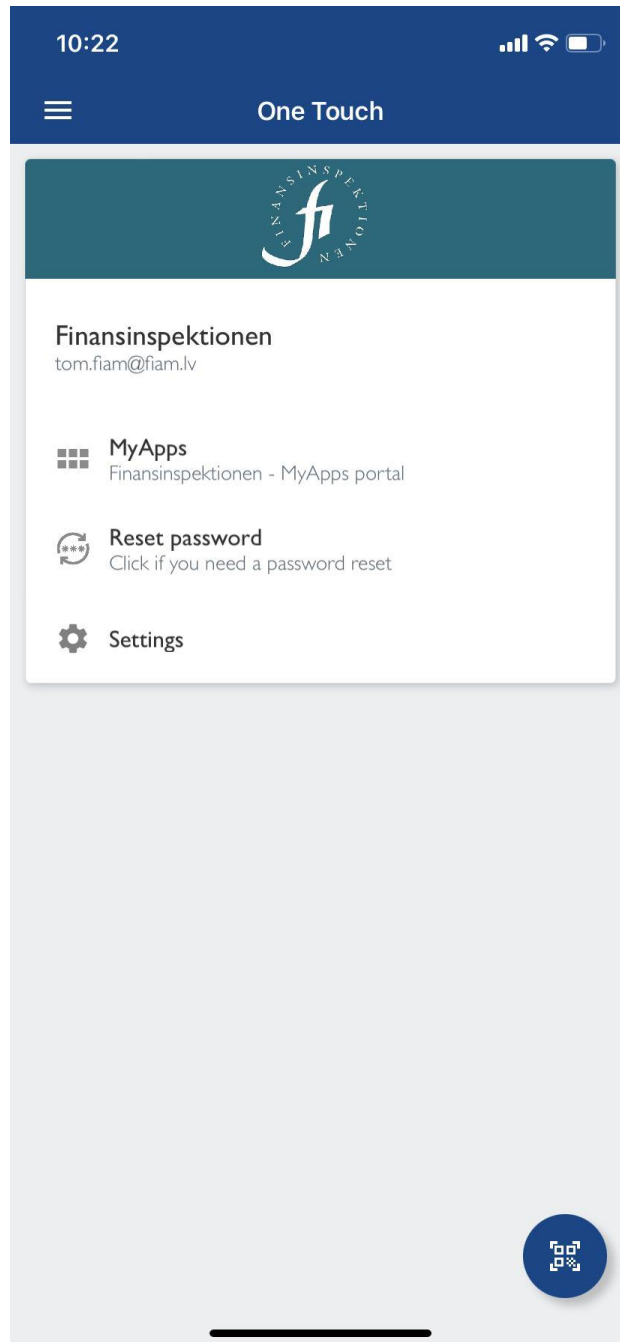 10:22
One Touch
FINANSINSPEKTIONEN
fi
Finansinspektionen
tom.fiam@fiam.lv
MyApps
Finansinspektionen - MyApps portal
***
Reset password
Click if you need a password reset
Settings